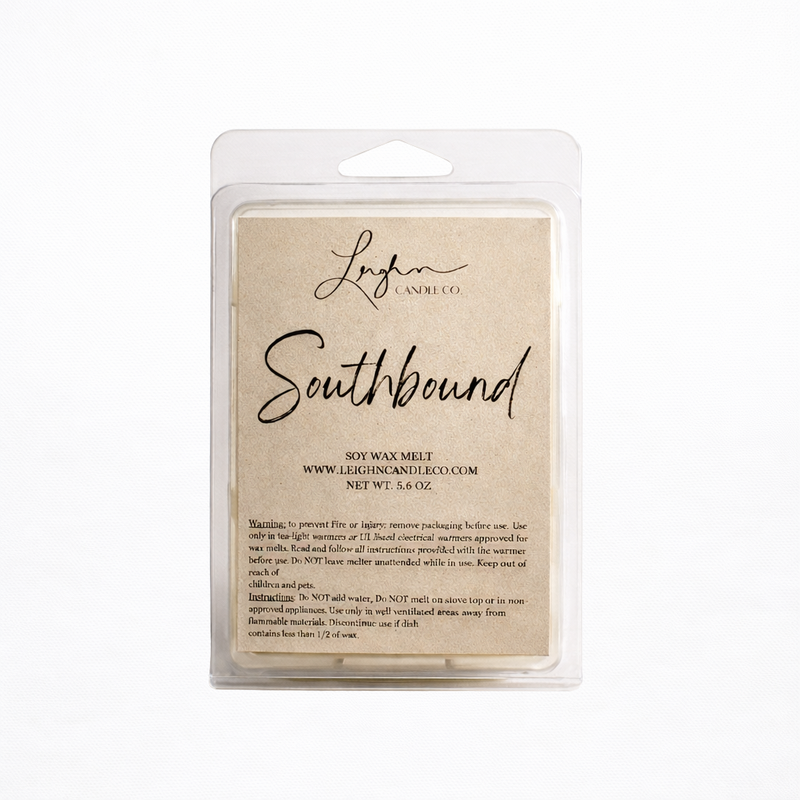 Leighn
CANDLE CO.
Southbound
SOY WAX MELT
WWW.LEIGHNCANDLECO.COM
NET WT. 5.6 OZ
Warning: to prevent Fire or Injury: remove packaging before use. Use
only in tea-light warmers or UL listed electrical warmers approved for
wax melts. Read and follow all instructions provided with the warmer
before use. Do NOT leave melter unattended while in use. Keep out of
reach of
children and pets.
Instructions: Do NOT add water, Do NOT melt on stove top or in non-
approved appliances. Use only in well ventilated areas away from
flammable materials. Discontinue use if dish
contains less than 1/2 of wax.